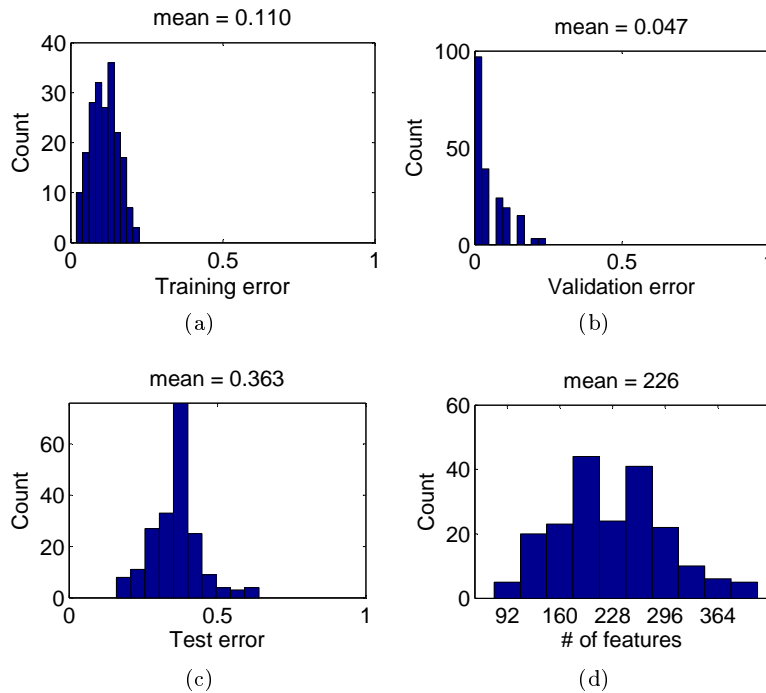 mean = 0.110
40
30
20
10
0
Count
0
0.5
1
Training error
(a)
mean = 0.047
100
50
0
Count
0
0.5
1
Validation error
(b)
mean = 0.363
60
40
20
0
Count
0
0.5
1
Test error
(c)
mean = 226
60
40
20
0
Count
92 160 228 296 364
# of features
(d)